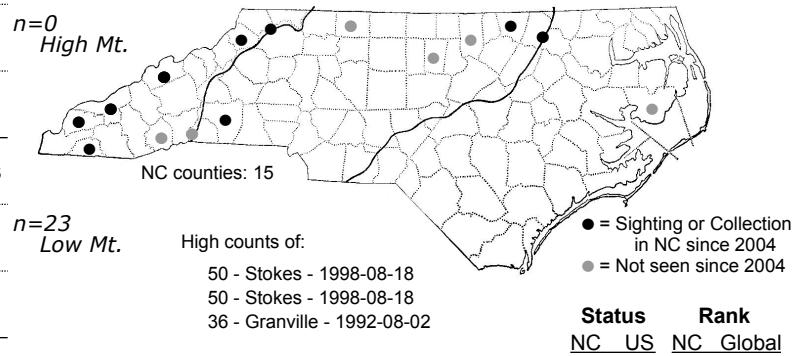 n=0
High Mt.
NC counties: 15
n=23
Low Mt.
High counts of:
50 - Stokes - 1998-08-18
50 - Stokes - 1998-08-18
36 - Granville - 1992-08-02
= Sighting or Collection
in NC since 2004
= Not seen since 2004
Status Rank
NC US NC Global